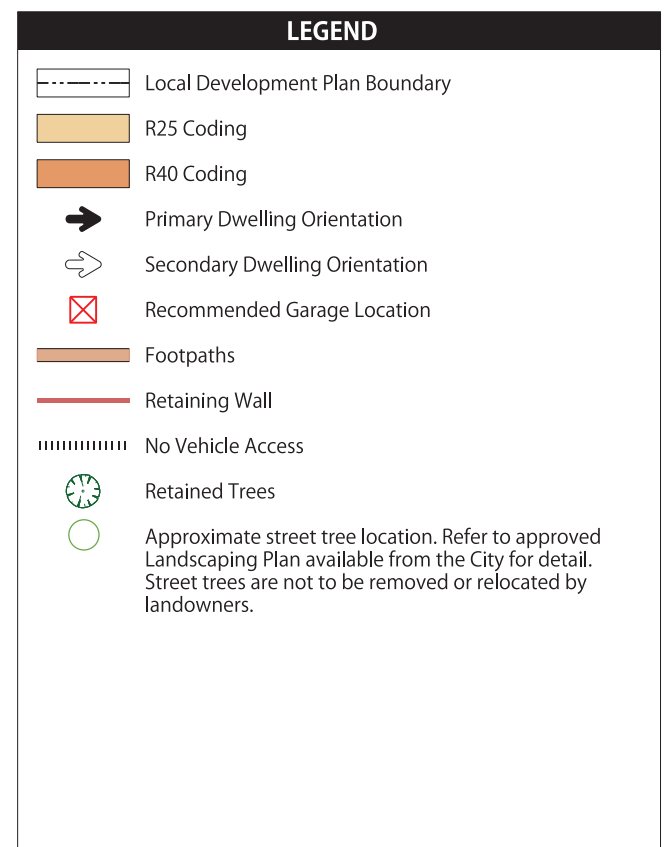 LEGEND
Local Development Plan Boundary
R25 Coding
R40 Coding
Primary Dwelling Orientation
Secondary Dwelling Orientation
Recommended Garage Location
Footpaths
Retaining Wall
No Vehicle Access
Retained Trees
Approximate street tree location. Refer to approved
Landscaping Plan available from the City for detail.
Street trees are not to be removed or relocated by
landowners.